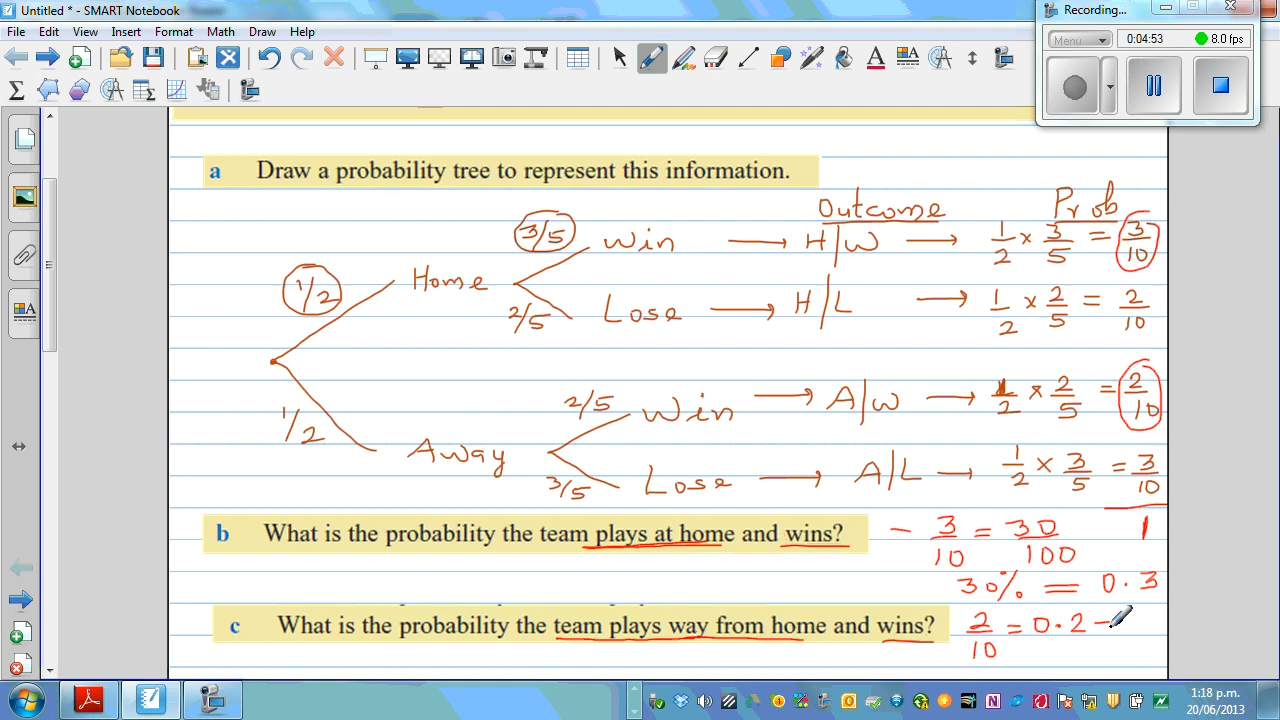 Untitled * - SMART Notebook
Recording...
File Edit View Insert Format Math Draw Help
Menu 0:04:53 8.0 fps
a Draw a probability tree to represent this information.
Outcome Prob
1/2 Home 3/5 Win → H/W → 1/2 × 3/5 = 3/10
2/5 Lose → H/L → 1/2 × 2/5 = 2/10
1/2 Away 2/5 Win → A/W → 1/2 × 2/5 = 2/10
3/5 Lose → A/L → 1/2 × 3/5 = 3/10
b What is the probability the team plays at home and wins? - 3/10 = 30/100 1
30% = 0.3
c What is the probability the team plays way from home and wins? 2/10 = 0.2 -
1:18 p.m.
20/06/2013